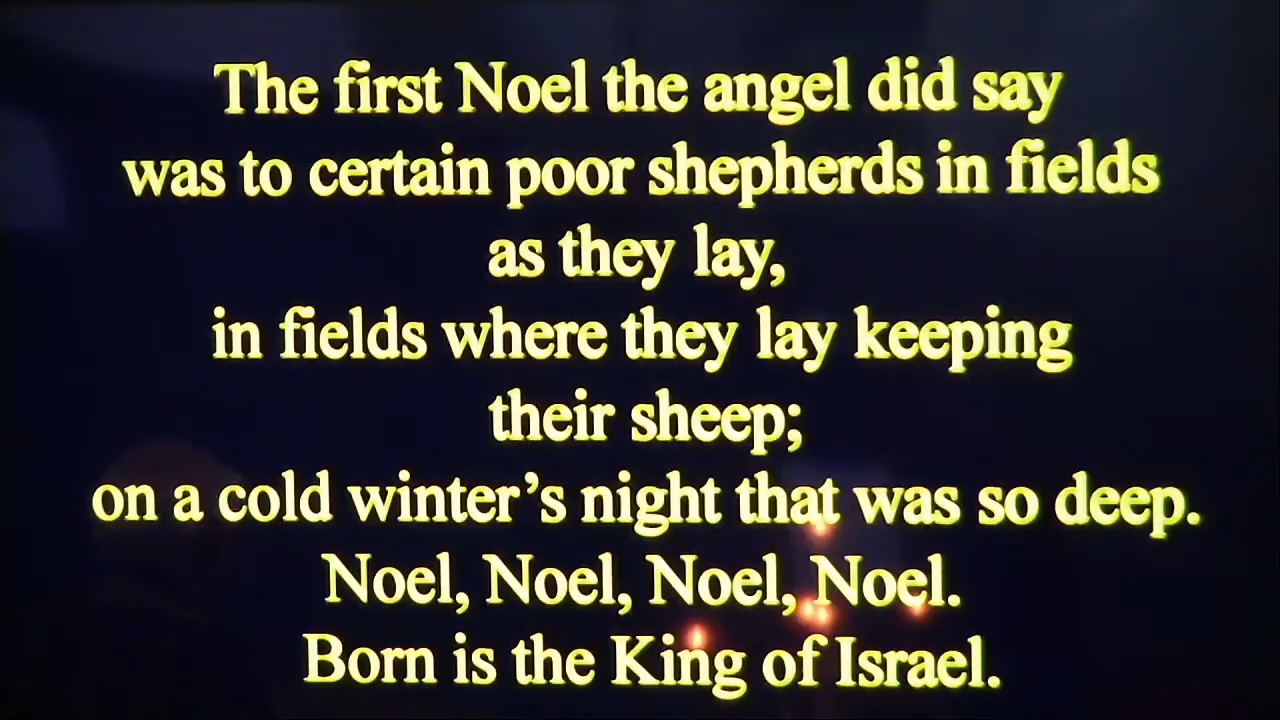 The first Noel the angel did say
was to certain poor shepherds in fields
as they lay,
in fields where they lay keeping
their sheep;
on a cold winter’s night that was so deep.
Noel, Noel, Noel, Noel.
Born is the King of Israel.